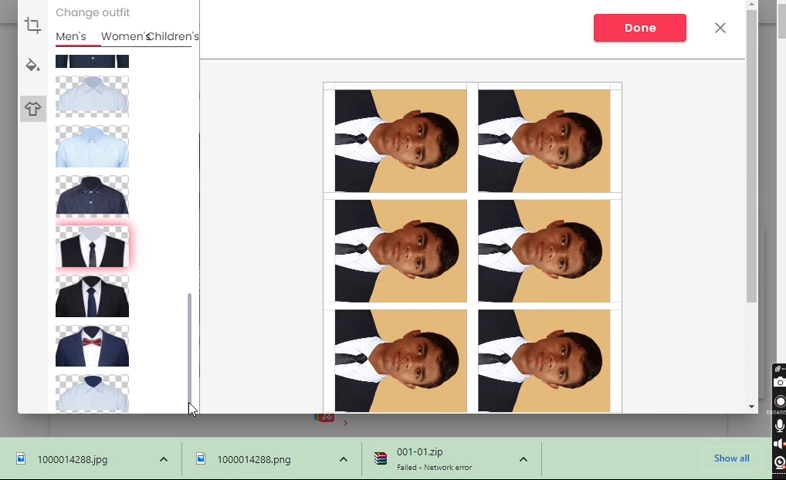 Change outfit
Men's Women's Children's
Done
1000014288.jpg
1000014288.png
001-01.zip
Failed - Network error
Show all